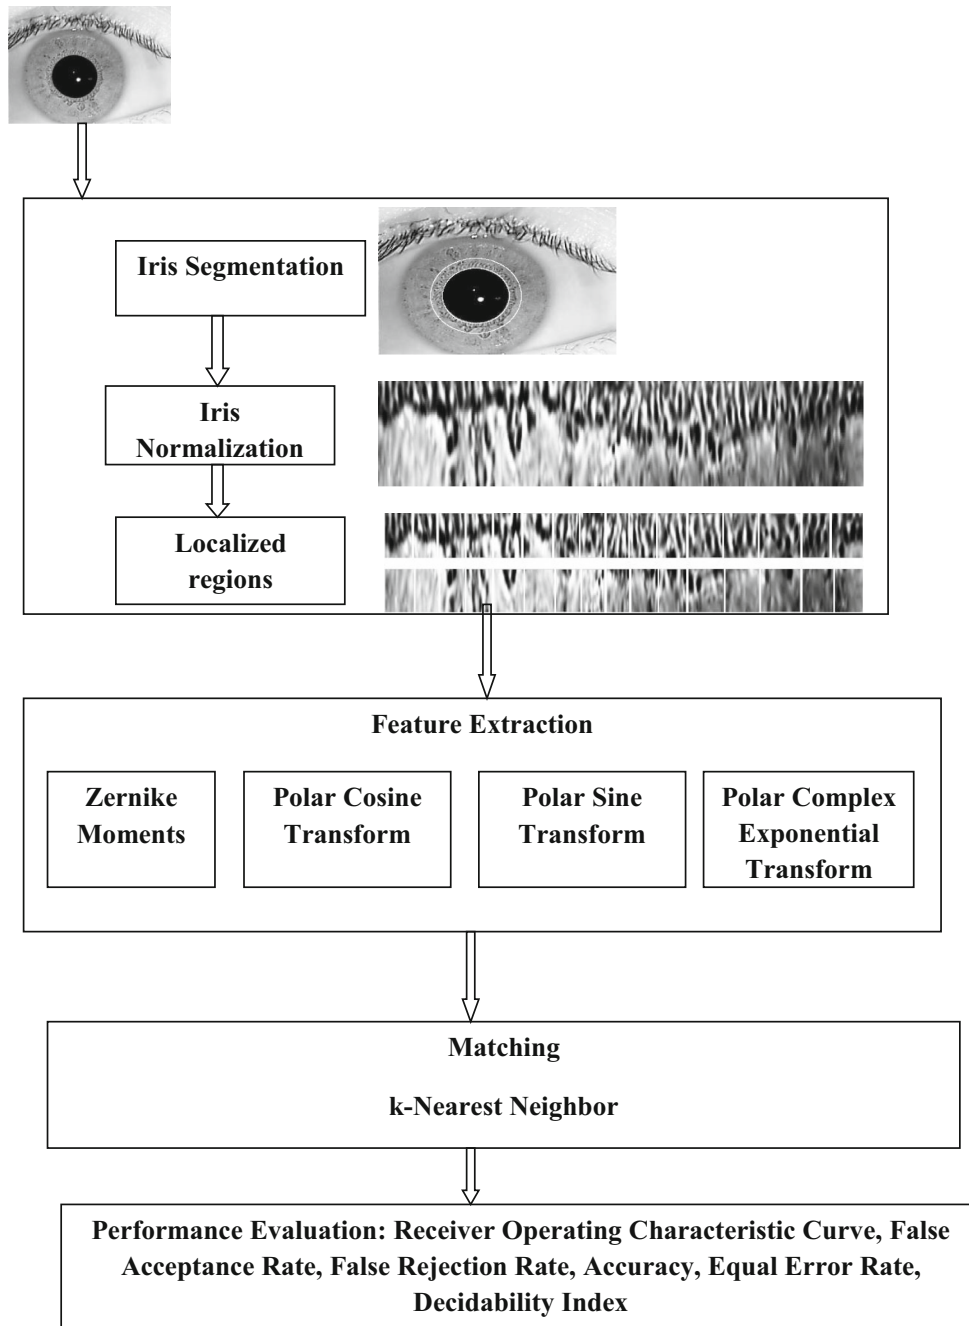 Iris Segmentation
Iris
Normalization
Localized
regions
Feature Extraction
Zernike
Moments
Polar Cosine
Transform
Polar Sine
Transform
Polar Complex
Exponential
Transform
Matching
k-Nearest Neighbor
Performance Evaluation: Receiver Operating Characteristic Curve, False
Acceptance Rate, False Rejection Rate, Accuracy, Equal Error Rate,
Decidability Index